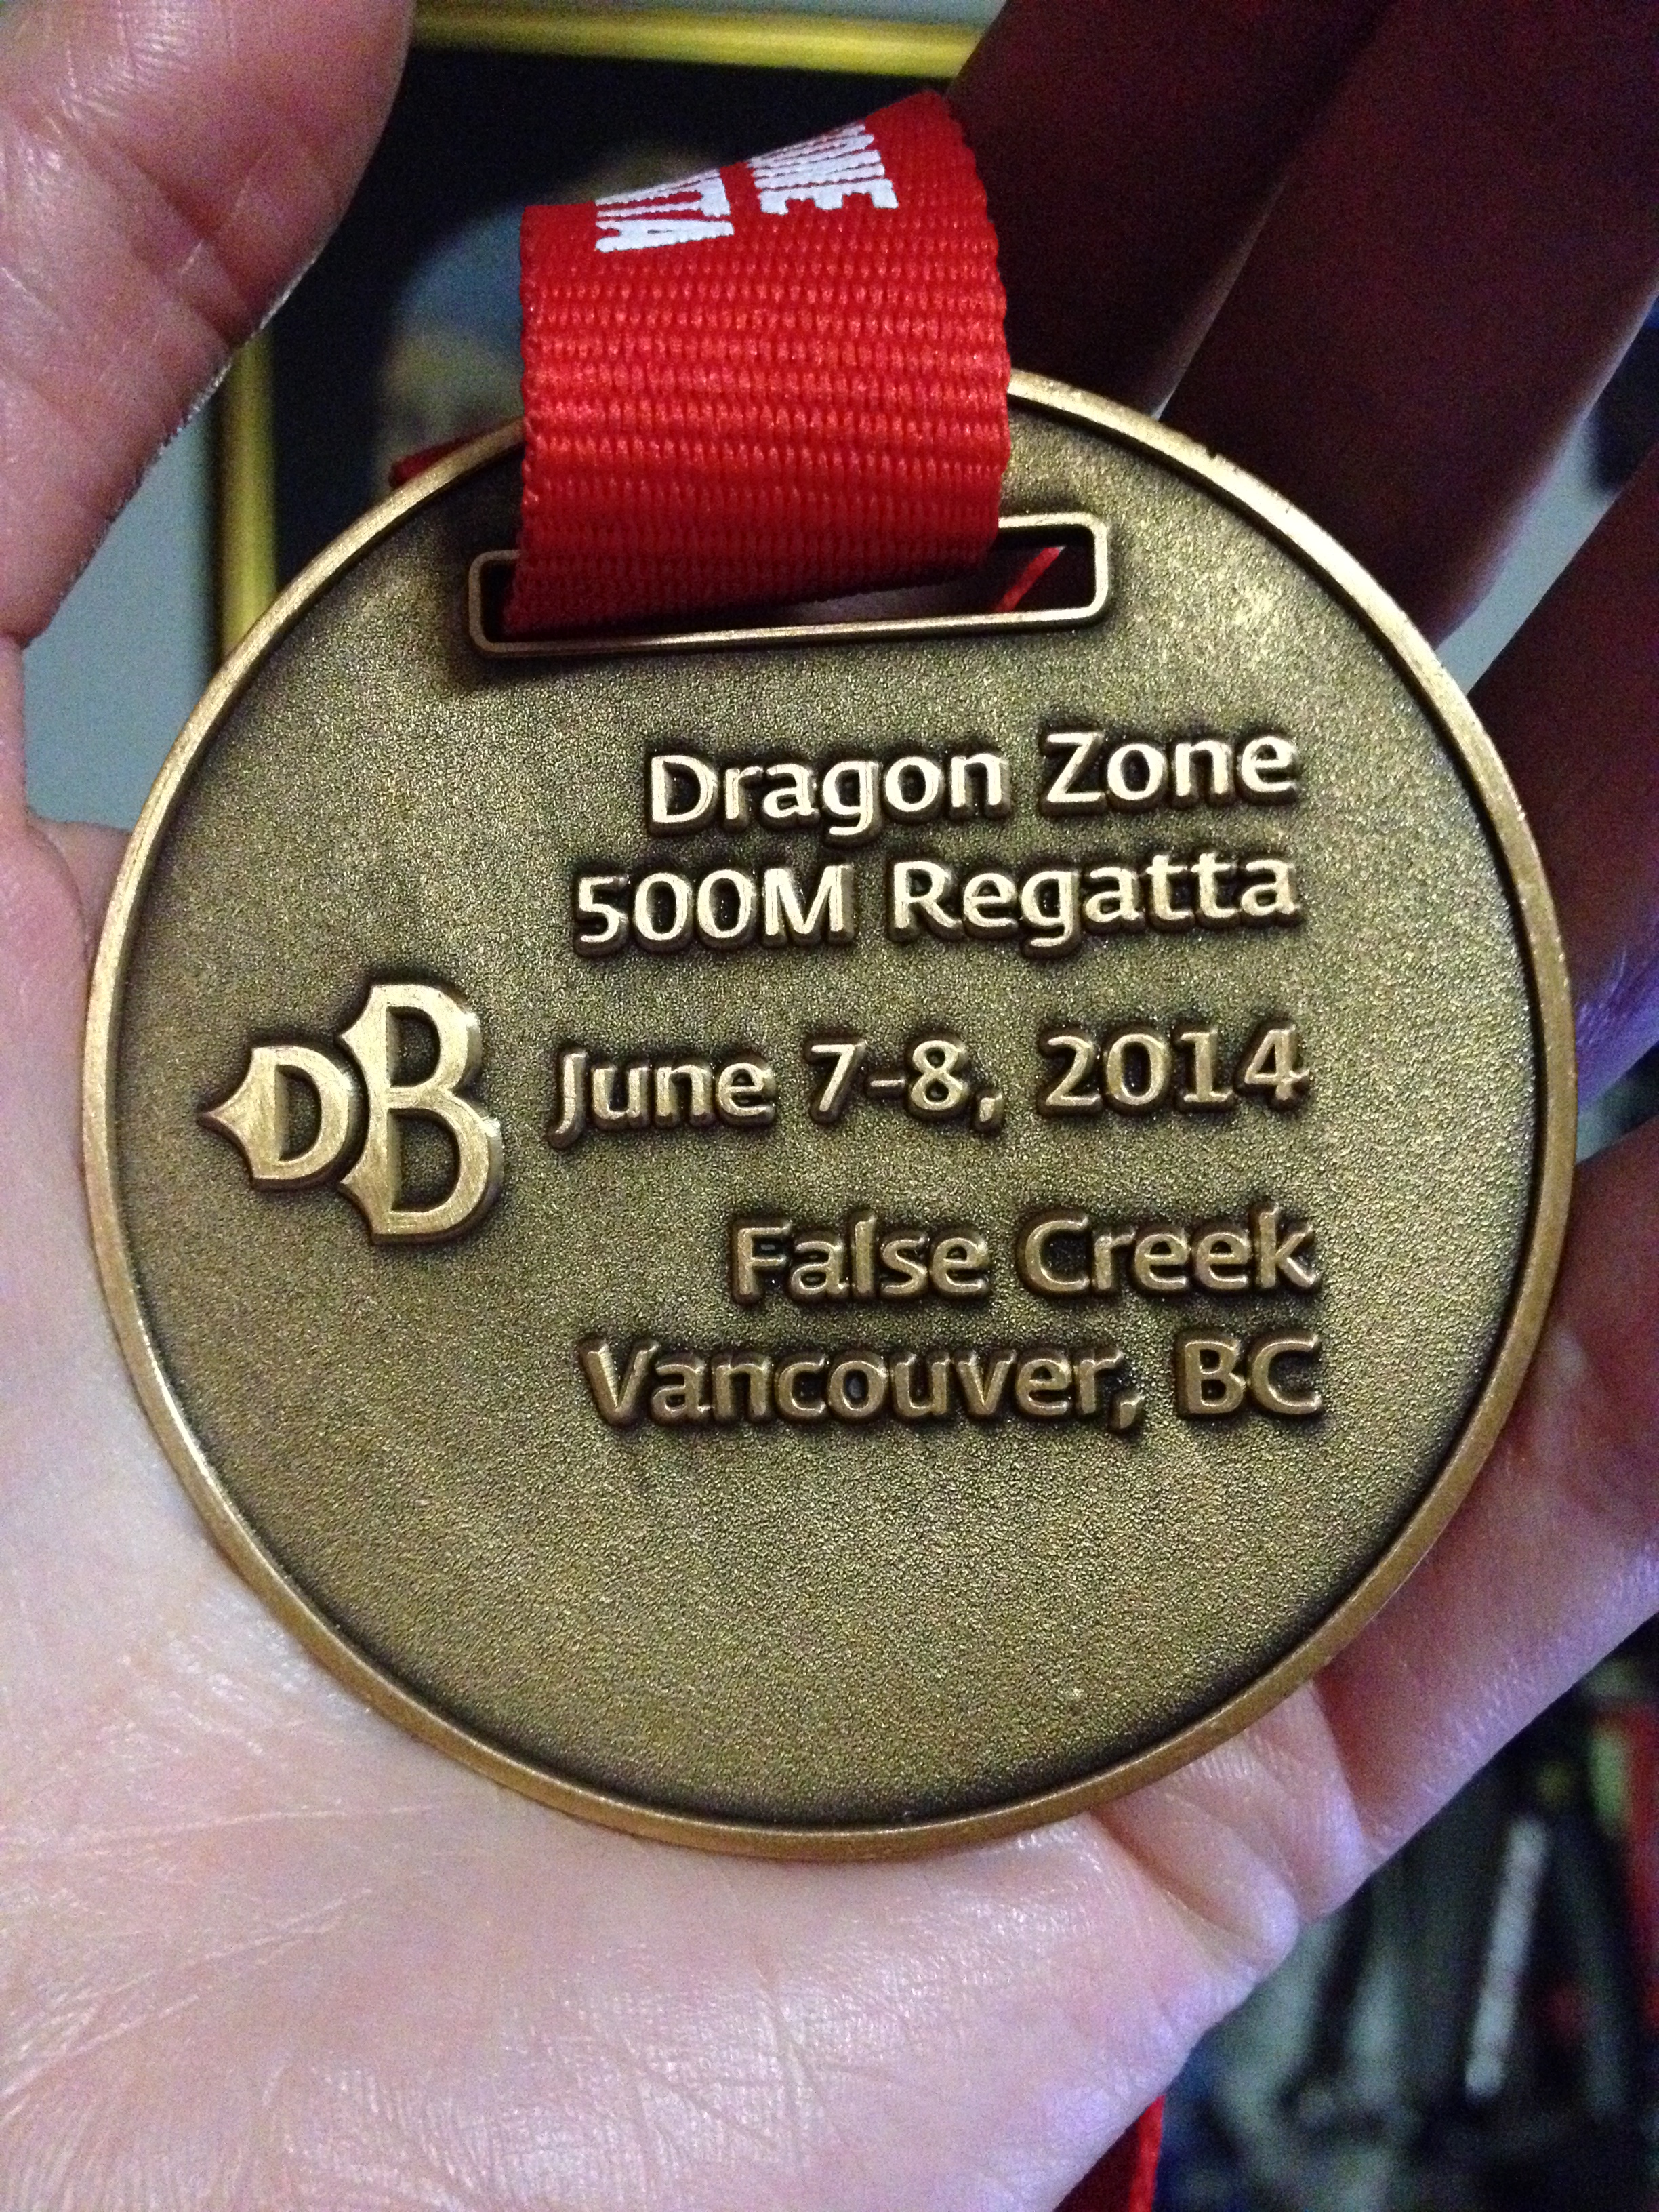 Dragon Zone
500M Regatta
DB
June 7-8, 2014
False Creek
Vancouver, BC